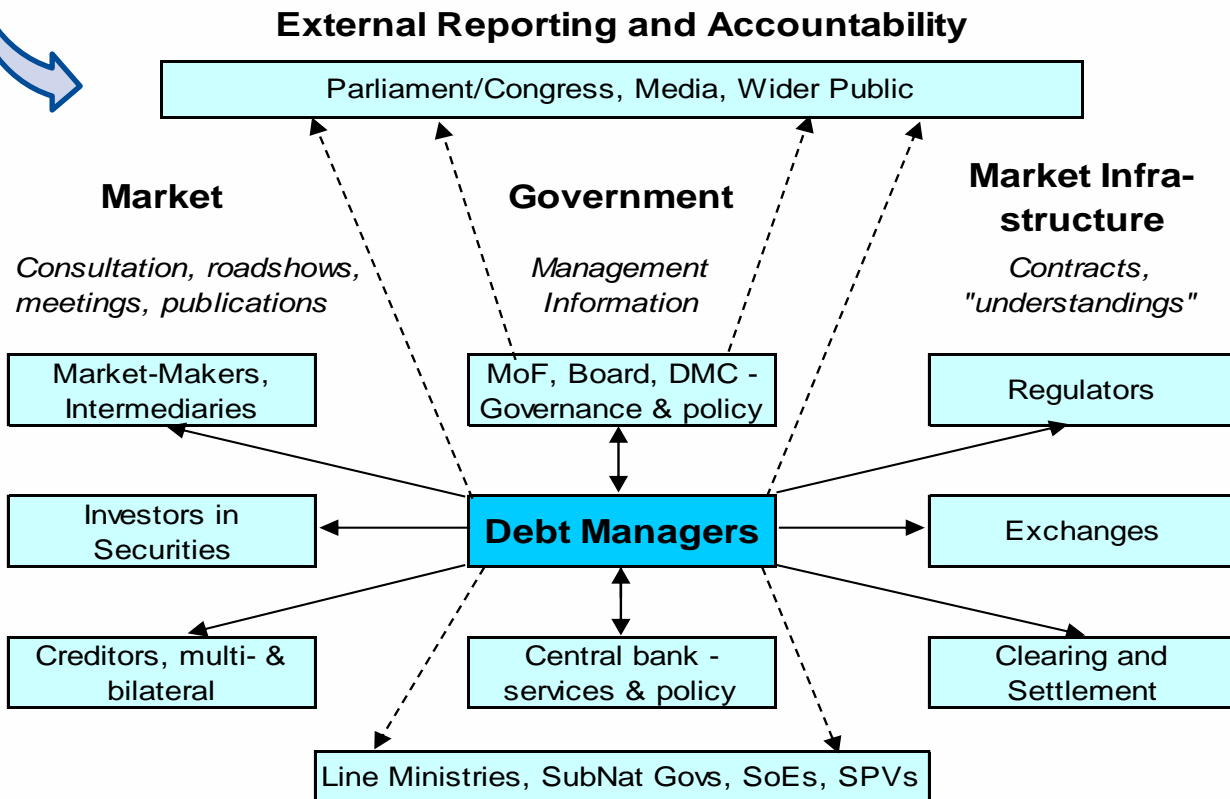 External Reporting and Accountability
Parliament/Congress, Media, Wider Public
Market
Government
Market Infra-
structure
Consultation, roadshows,
meetings, publications
Management
Information
Contracts,
"understandings"
Market-Makers,
Intermediaries
MoF, Board, DMC -
Governance & policy
Regulators
Investors in
Securities
Debt Managers
Exchanges
Creditors, multi- &
bilateral
Central bank -
services & policy
Clearing and
Settlement
Line Ministries, SubNat Govs, SoEs, SPVs